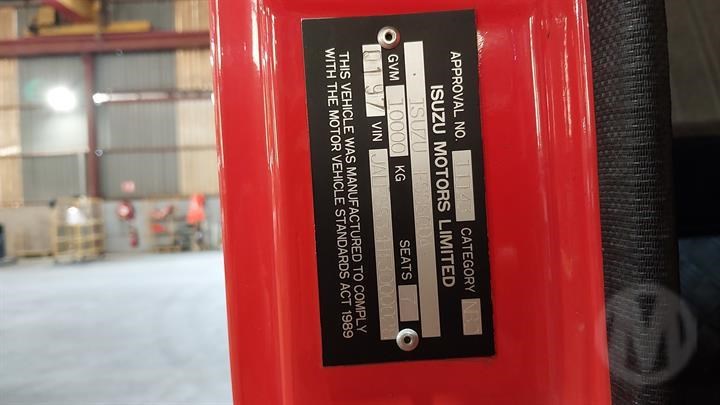 APPROVAL NO. CATEGORY
ISUZU MOTORS LIMITED
ISUZU
GVM 10000 KG SEATS 7
VIN
THIS VEHICLE WAS MANUFACTURED TO COMPLY
WITH THE MOTOR VEHICLE STANDARDS ACT 1989
M